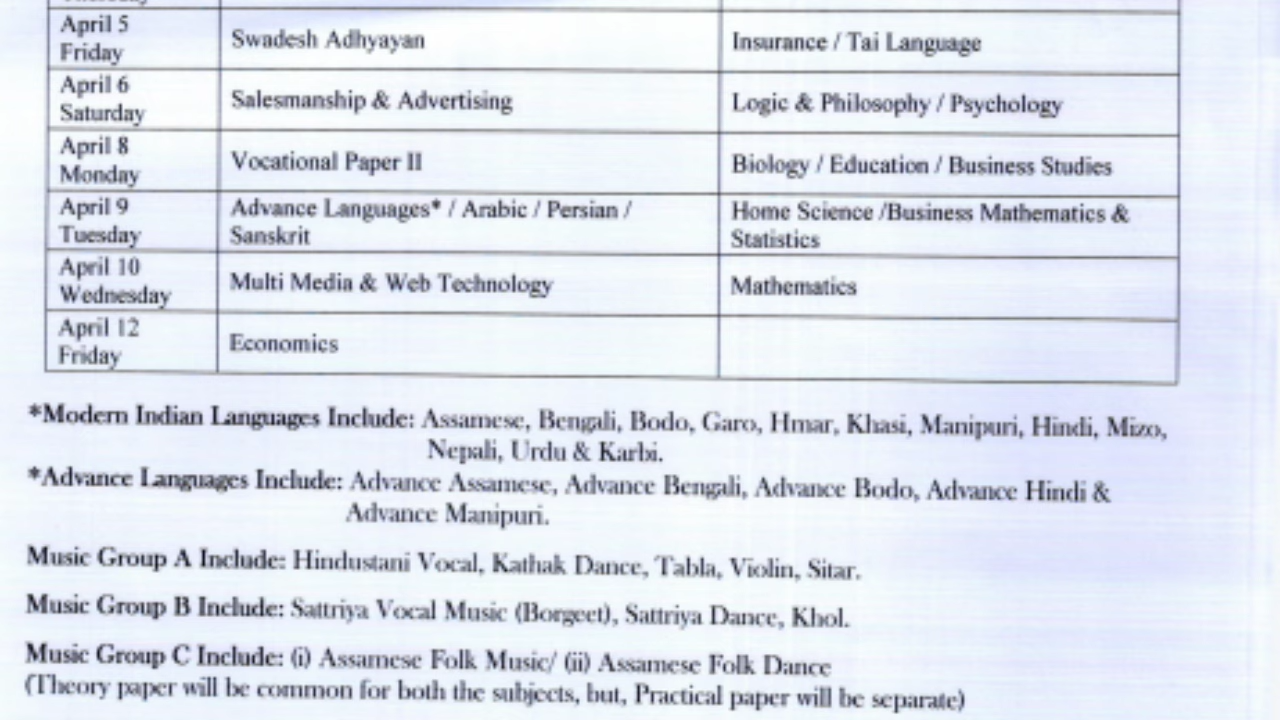 April 5
Friday
Swadesh Adhyayan
Insurance / Tai Language
April 6
Saturday
Salesmanship & Advertising
Logic & Philosophy / Psychology
April 8
Monday
Vocational Paper II
Biology / Education / Business Studies
April 9
Tuesday
Advance Languages* / Arabic / Persian /
Sanskrit
Home Science /Business Mathematics &
Statistics
April 10
Wednesday
Multi Media & Web Technology
Mathematics
April 12
Friday
Economics
*Modern Indian Languages Include: Assamese, Bengali, Bodo, Garo, Hmar, Khasi, Manipuri, Hindi, Mizo,
Nepali, Urdu & Karbi.
*Advance Languages Include: Advance Assamese, Advance Bengali, Advance Bodo, Advance Hindi &
Advance Manipuri.
Music Group A Include: Hindustani Vocal, Kathak Dance, Tabla, Violin, Sitar.
Music Group B Include: Sattriya Vocal Music (Borgeet), Sattriya Dance, Khol.
Music Group C Include: (i) Assamese Folk Music/ (ii) Assamese Folk Dance
(Theory paper will be common for both the subjects, but, Practical paper will be separate)